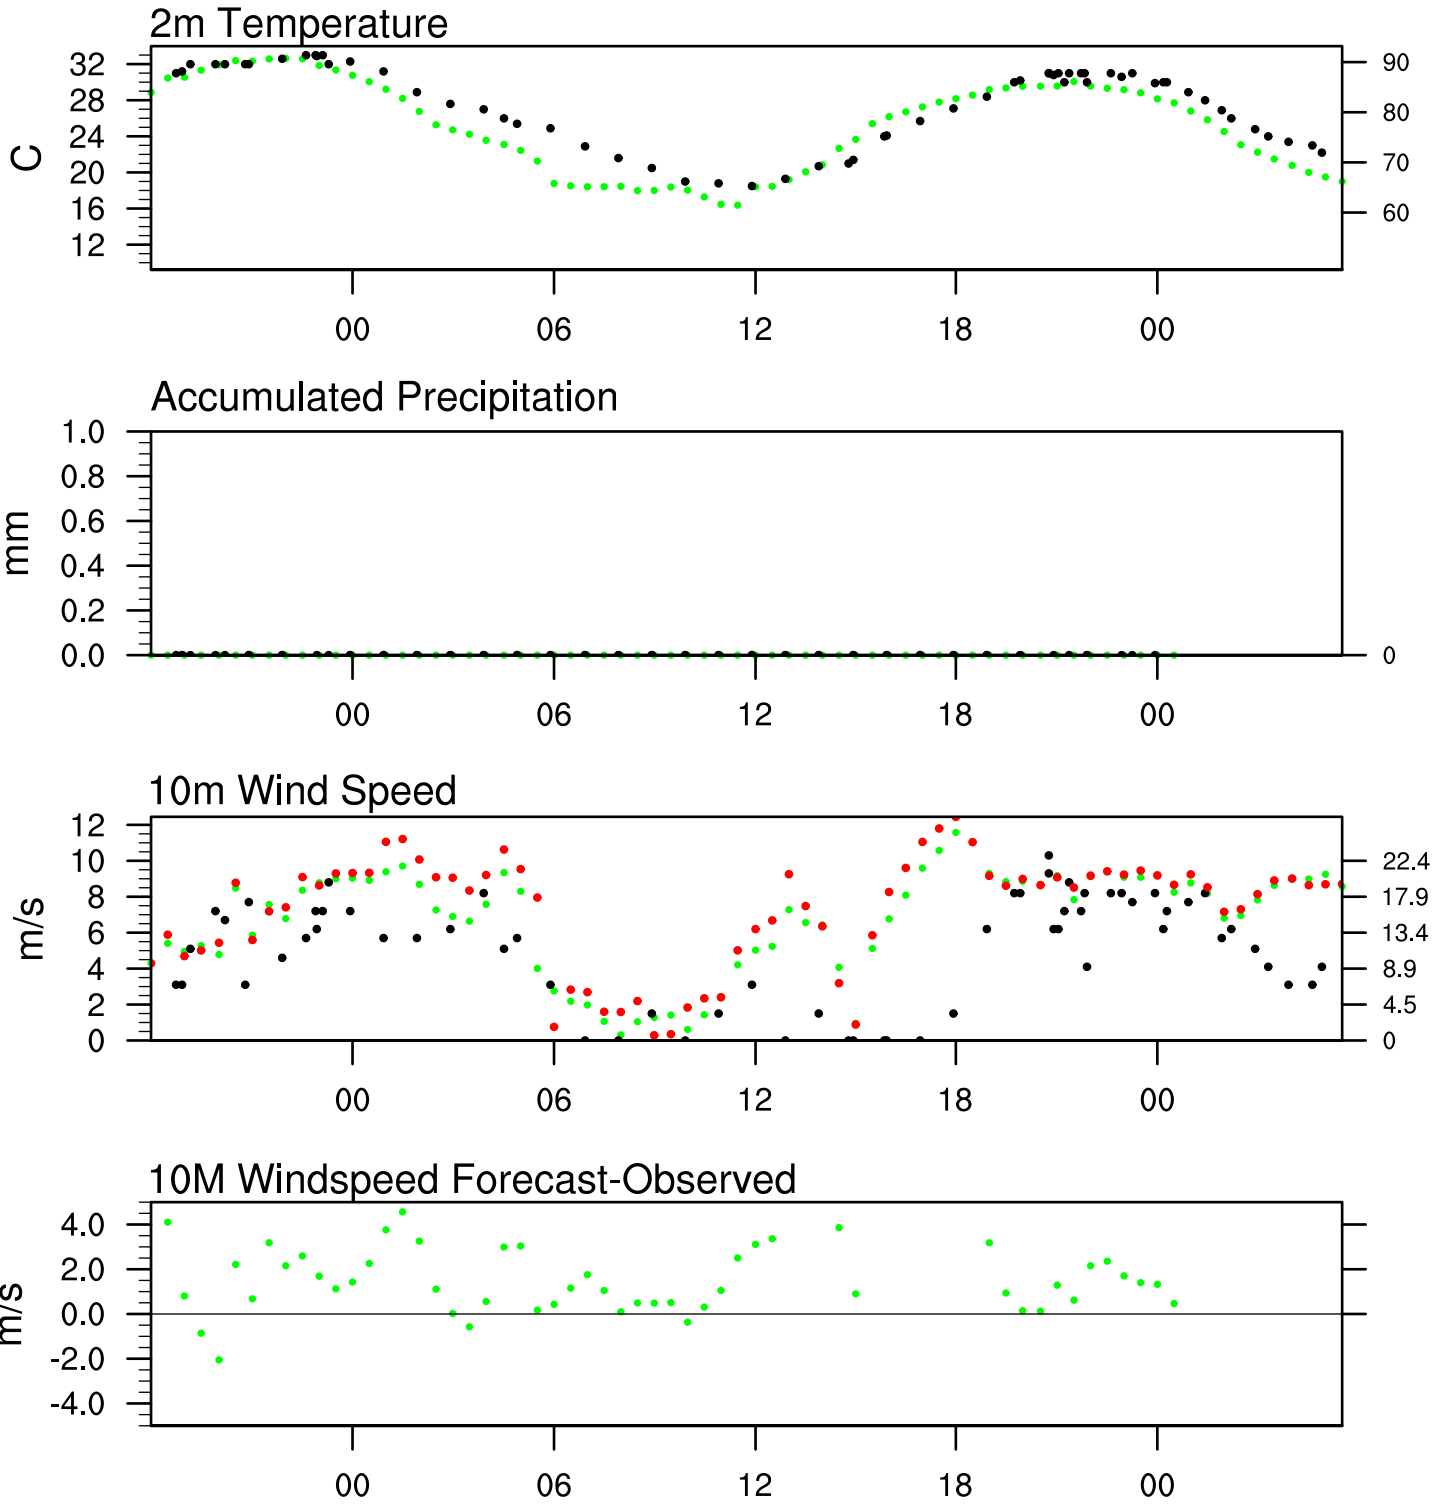 2m Temperature
32
28
24
20
16
12
C
90
80
70
60
00 06 12 18 00
Accumulated Precipitation
1.0
0.8
0.6
0.4
0.2
0.0
mm
0
00 06 12 18 00
10m Wind Speed
12
10
8
6
4
2
0
m/s
22.4
17.9
13.4
8.9
4.5
0
00 06 12 18 00
10M Windspeed Forecast-Observed
4.0
2.0
0.0
-2.0
-4.0
m/s
00 06 12 18 00